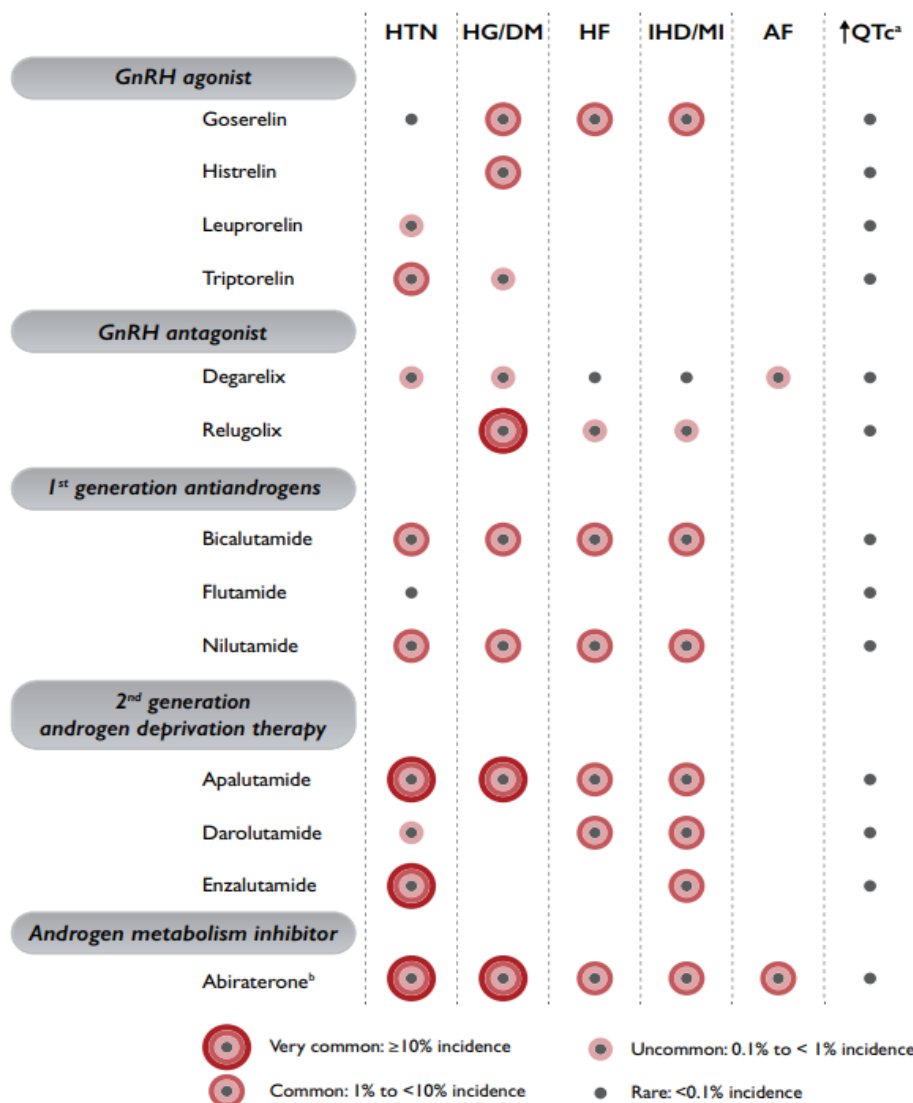 HTN HG/DM HF IHD/MI AF ↑QTcᵃ
GnRH agonist
Goserelin
Histrelin
Leuprorelin
Triptorelin
GnRH antagonist
Degarelix
Relugolix
1ˢᵗ generation antiandrogens
Bicalutamide
Flutamide
Nilutamide
2ⁿᵈ generation
androgen deprivation therapy
Apalutamide
Darolutamide
Enzalutamide
Androgen metabolism inhibitor
Abirateroneᵇ
Very common: ≥10% incidence
Uncommon: 0.1% to < 1% incidence
Common: 1% to <10% incidence
Rare: <0.1% incidence